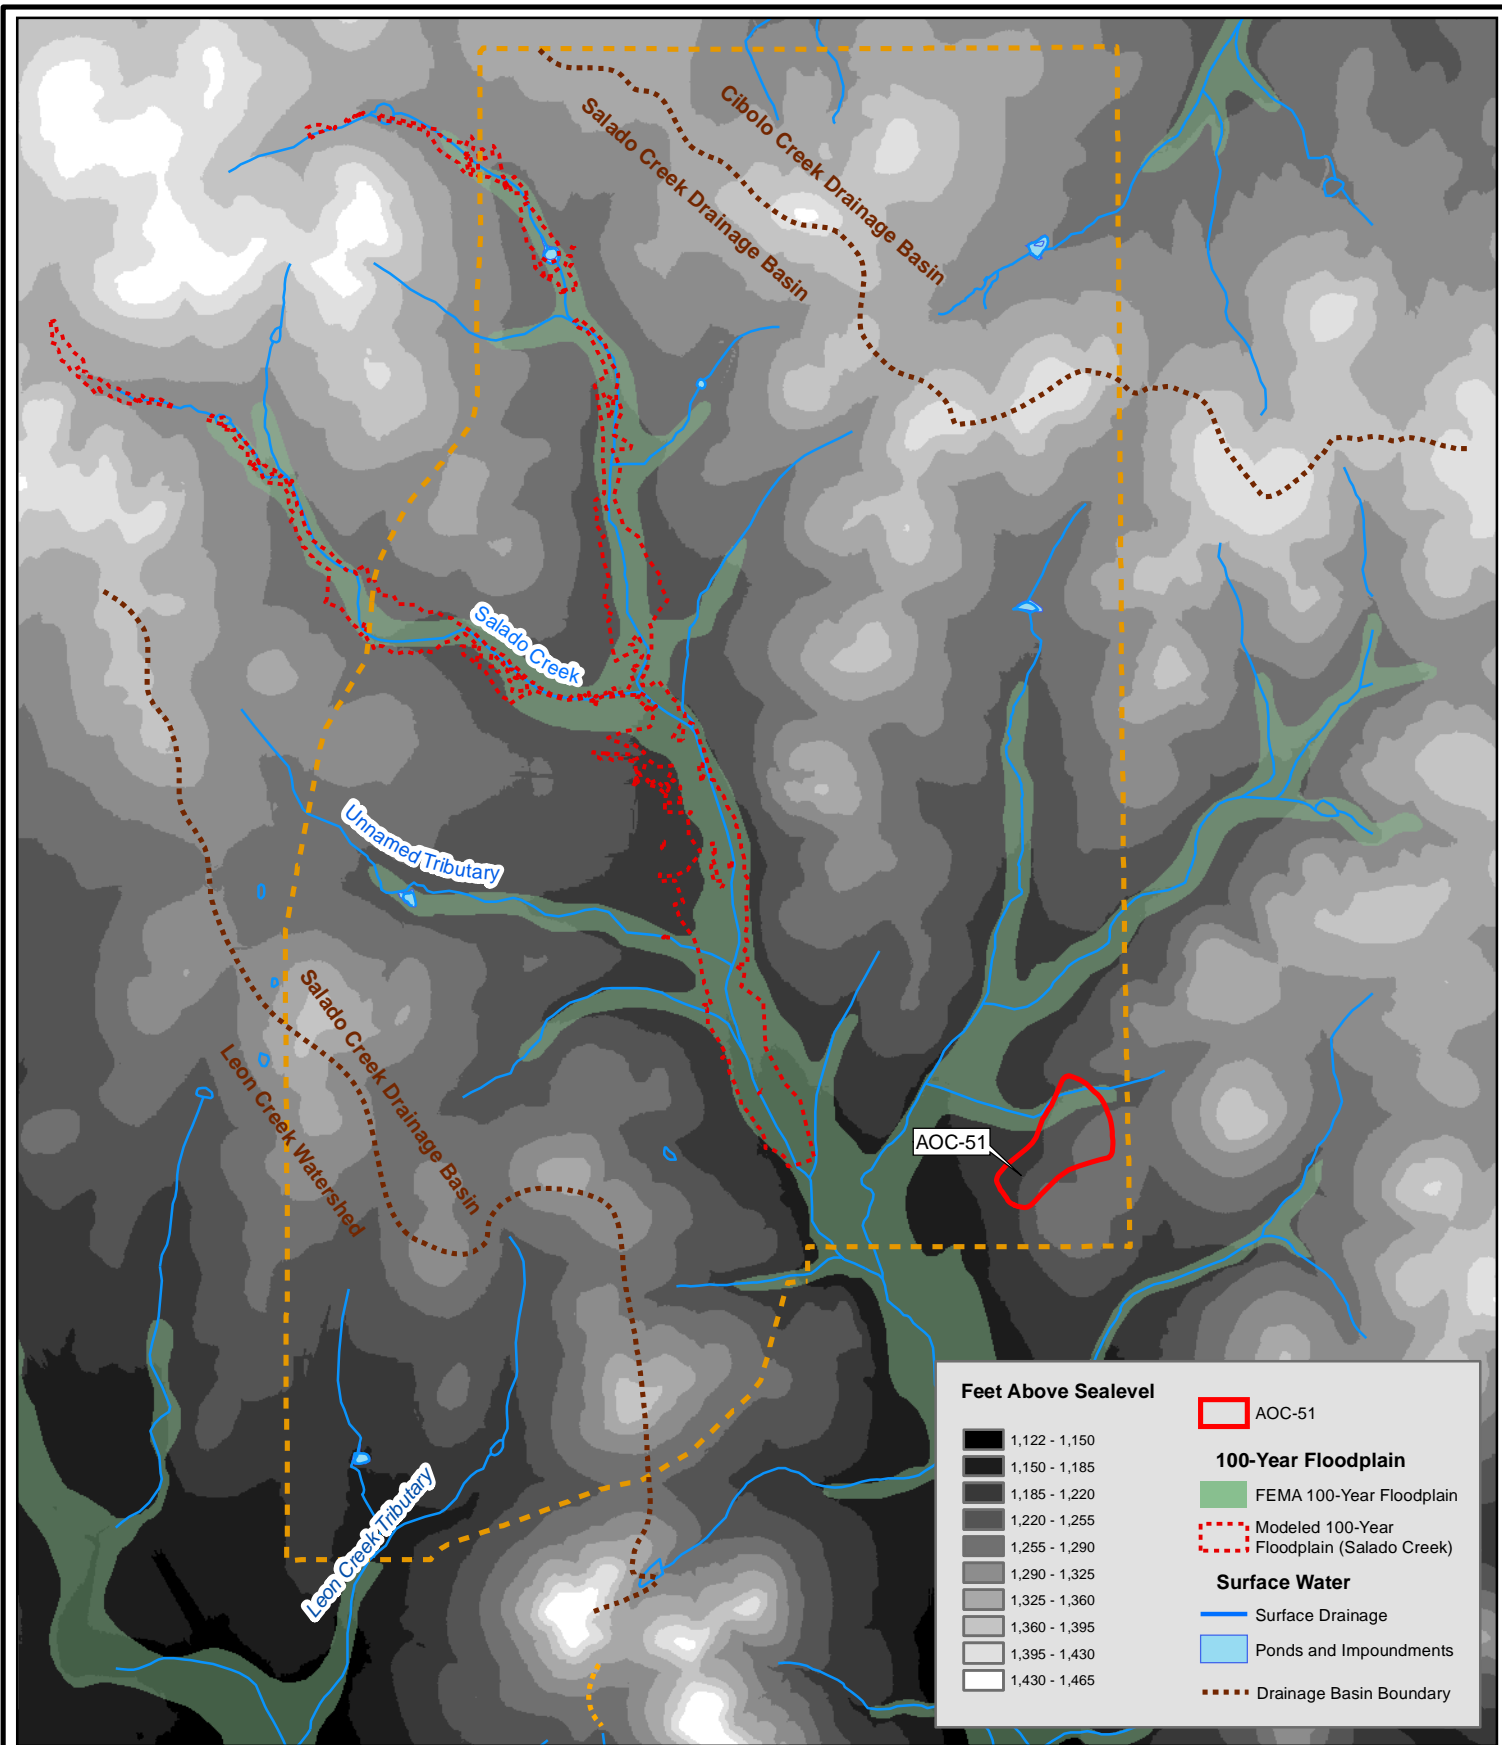 Cibolo Creek Drainage Basin
Salado Creek Drainage Basin
Salado Creek
Unnamed Tributary
Salado Creek Drainage Basin
Leon Creek Watershed
AOC-51
Leon Creek Tributary
Feet Above Sealevel
1,122 - 1,150
1,150 - 1,185
1,185 - 1,220
1,220 - 1,255
1,255 - 1,290
1,290 - 1,325
1,325 - 1,360
1,360 - 1,395
1,395 - 1,430
1,430 - 1,465
AOC-51
100-Year Floodplain
FEMA 100-Year Floodplain
Modeled 100-Year
Floodplain (Salado Creek)
Surface Water
Surface Drainage
Ponds and Impoundments
Drainage Basin Boundary